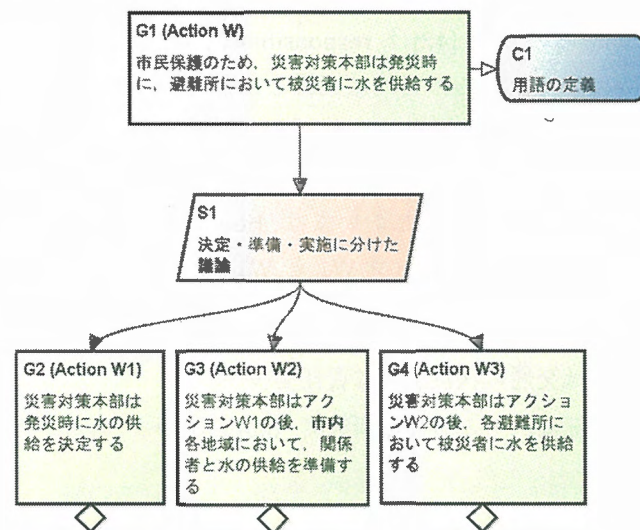 G1 (Action W)
市民保護のため、災害対策本部は発災時
に、避難所において被災者に水を供給する
C1
用語の定義
S1
決定・準備・実施に分けた
議論
G2 (Action W1)
災害対策本部は
発災時に水の供
給を決定する
G3 (Action W2)
災害対策本部はアク
ションW1の後、市内
各地域において、関係
者と水の供給を準備す
る
G4 (Action W3)
災害対策本部はアクショ
ンW2の後、各避難所に
おいて被災者に水を供給
する